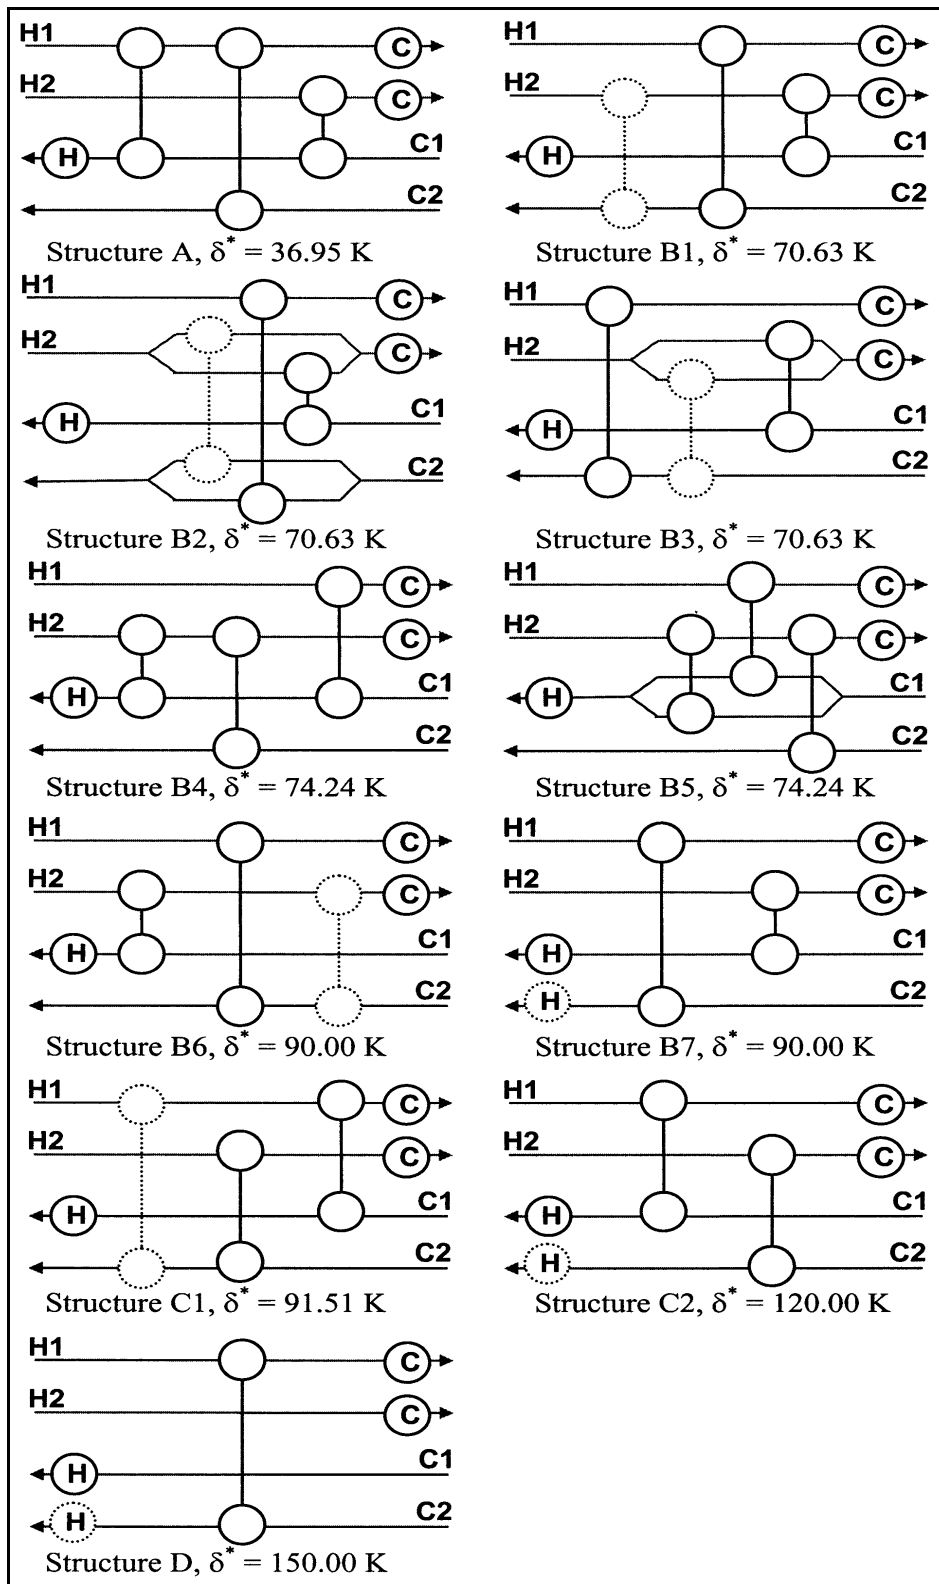 H1 C
H2 C
H C1
C2
Structure A, δ* = 36.95 K
H1 C
H2 C
H C1
C2
Structure B1, δ* = 70.63 K
H1 C
H2 C
H C1
C2
Structure B2, δ* = 70.63 K
H1 C
H2 C
H C1
C2
Structure B3, δ* = 70.63 K
H1 C
H2 C
H C1
C2
Structure B4, δ* = 74.24 K
H1 C
H2 C
H C1
C2
Structure B5, δ* = 74.24 K
H1 C
H2 C
H C1
C2
Structure B6, δ* = 90.00 K
H1 C
H2 C
H C1
H C2
Structure B7, δ* = 90.00 K
H1 C
H2 C
H C1
C2
Structure C1, δ* = 91.51 K
H1 C
H2 C
H C1
H C2
Structure C2, δ* = 120.00 K
H1 C
H2 C
H C1
H C2
Structure D, δ* = 150.00 K